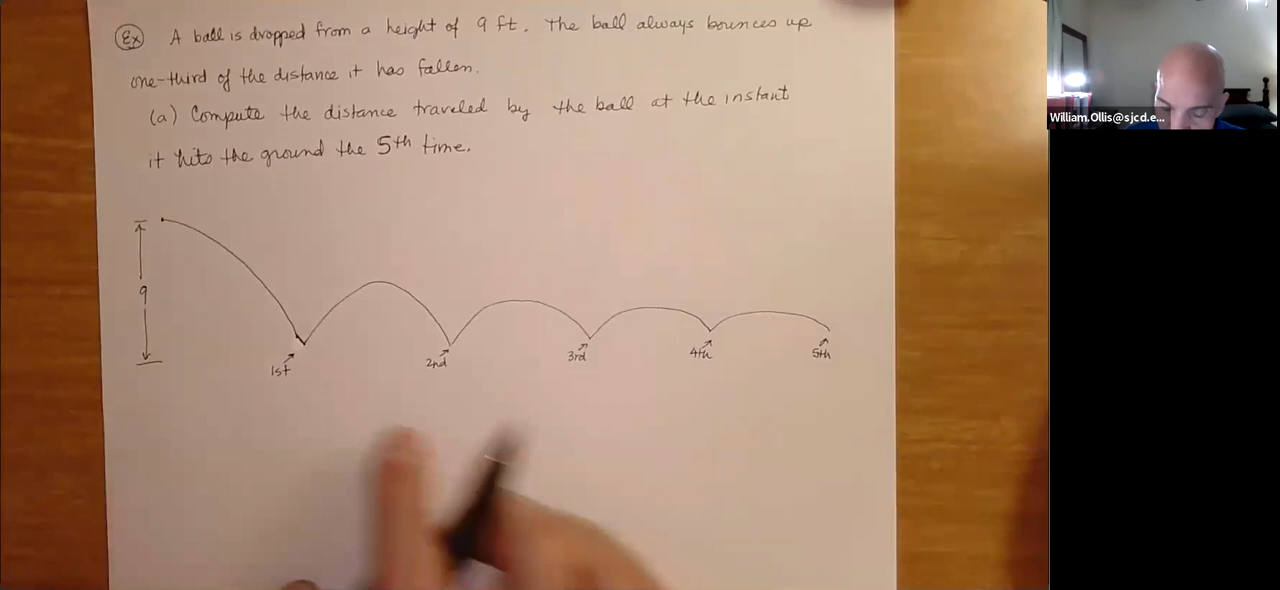 Ex A ball is dropped from a height of 9 ft. The ball always bounces up
one-third of the distance it has fallen.
(a) Compute the distance traveled by the ball at the instant
it hits the ground the 5th time.
9
1st
2nd
3rd
4th
5th
William.Ollis@sjcd.e...